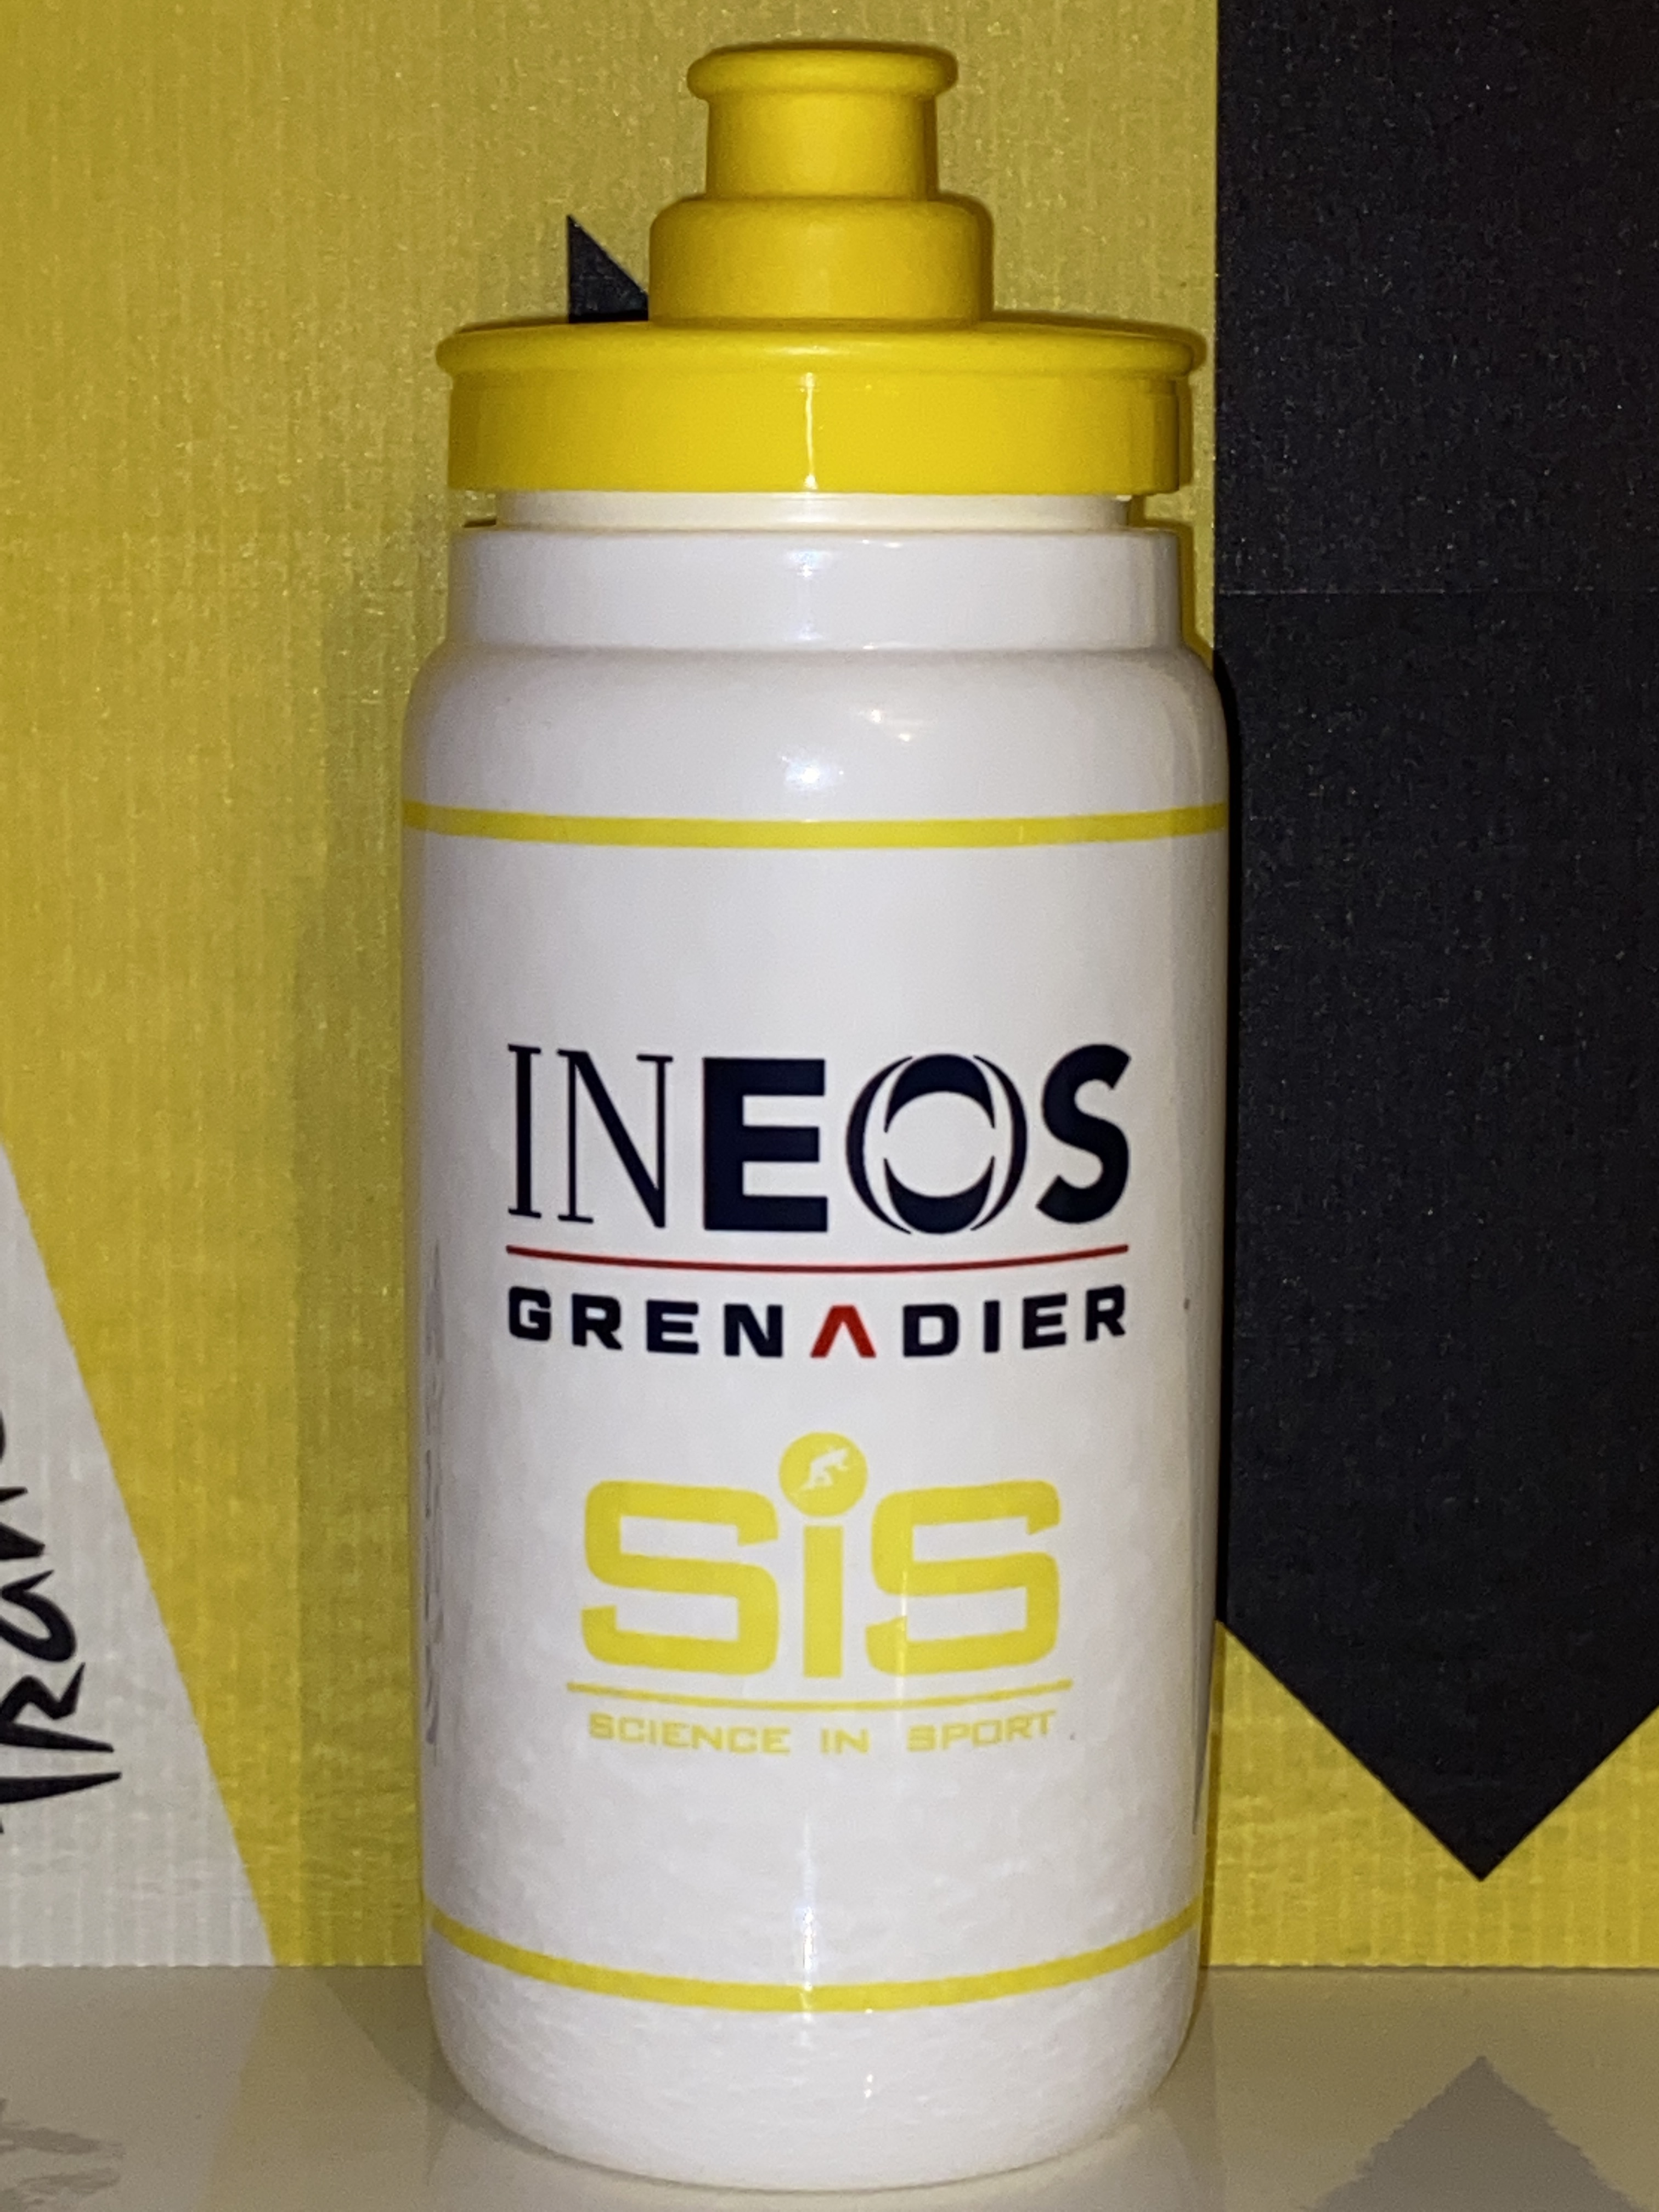 INEOS
GRENADIER
SiS
SCIENCE IN SPORT